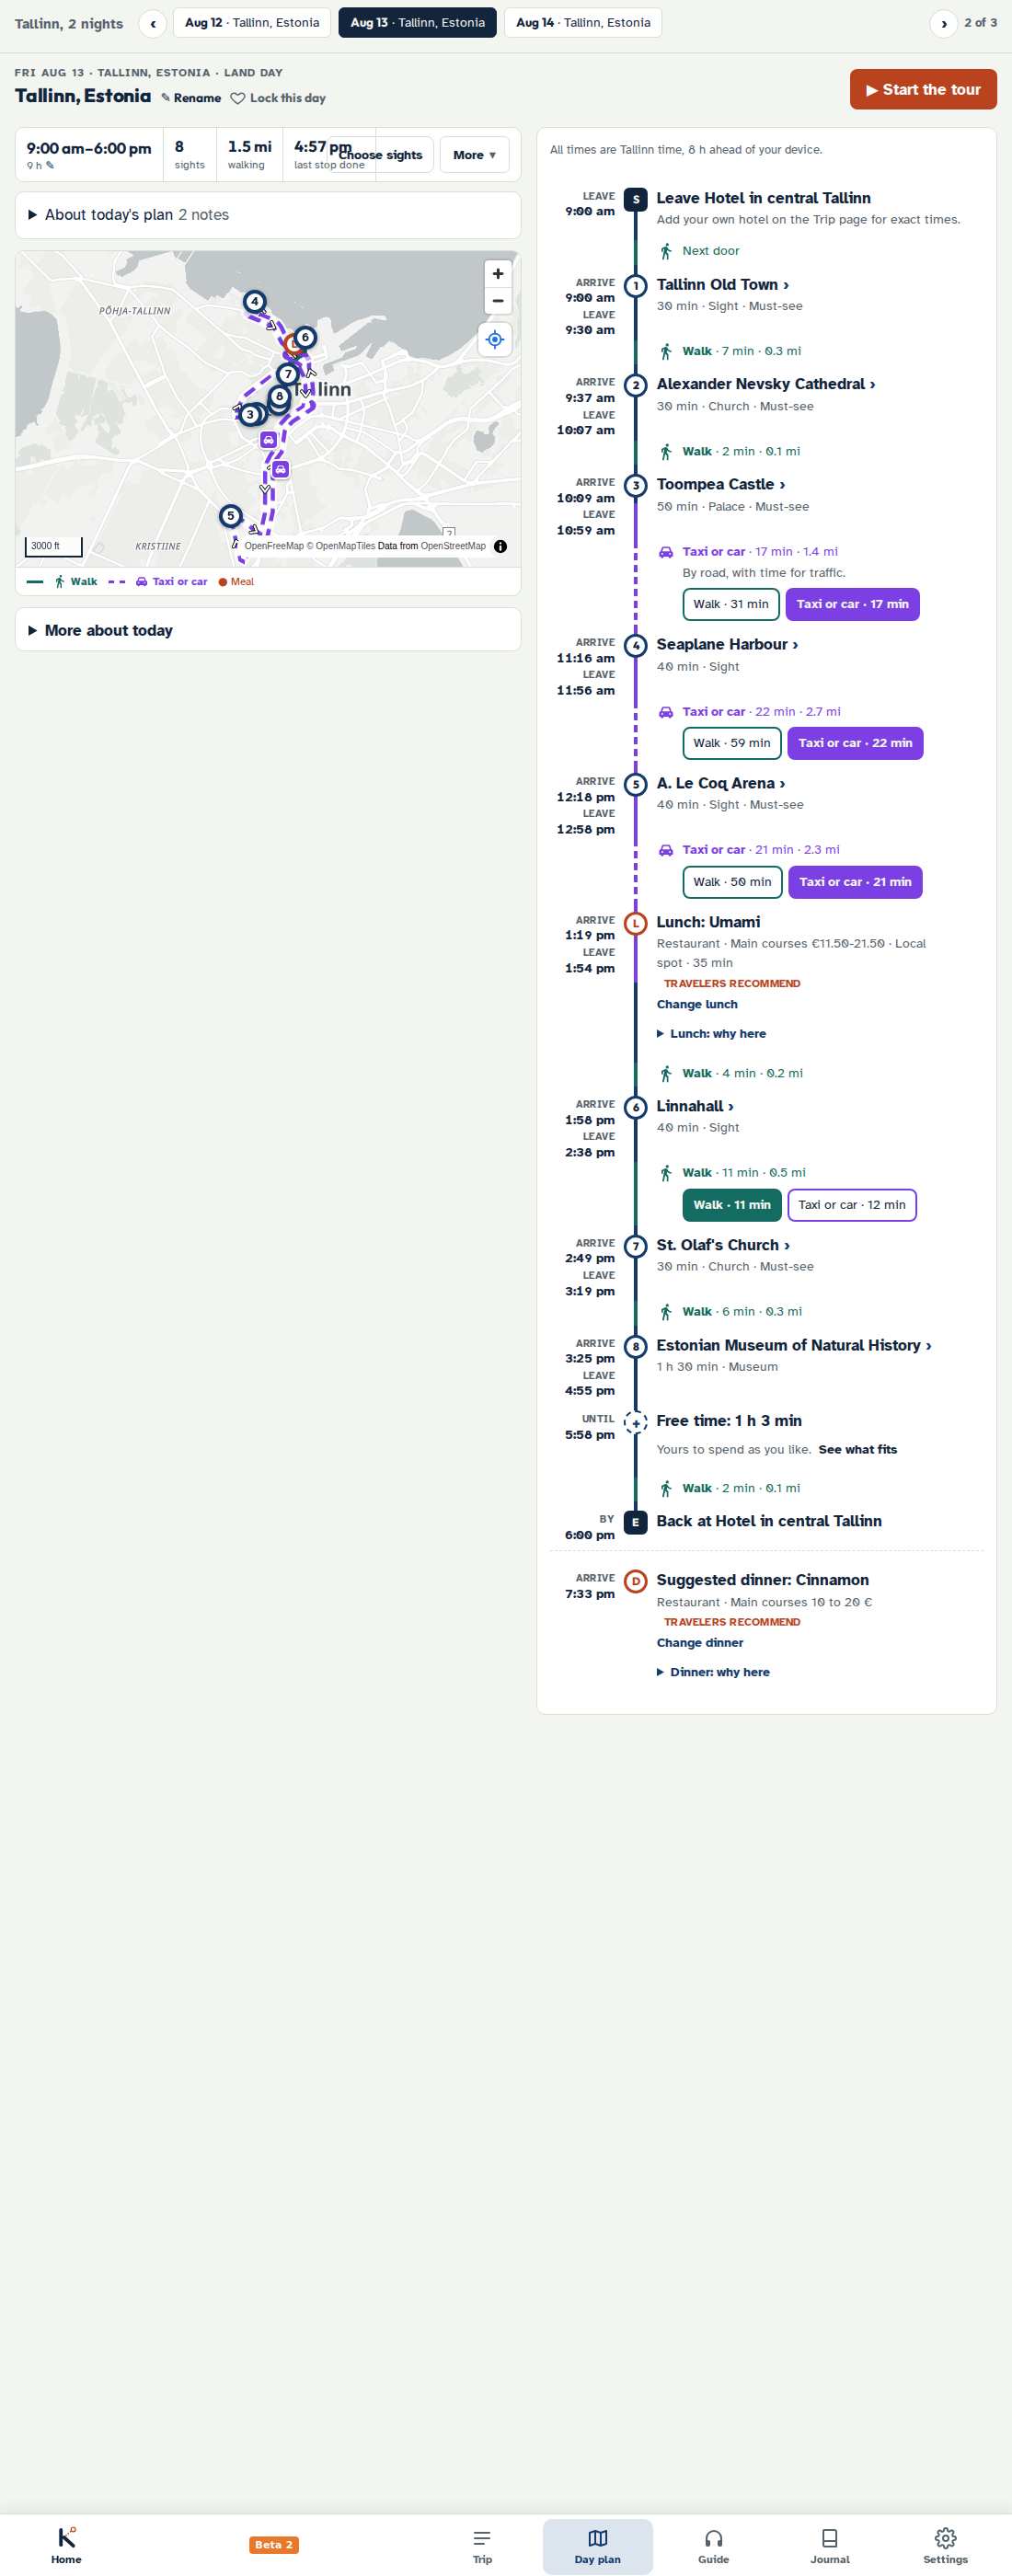 Tallinn, 2 nights
‹
Aug 12 · Tallinn, Estonia
Aug 13 · Tallinn, Estonia
Aug 14 · Tallinn, Estonia
›
2 of 3
FRI AUG 13 · TALLINN, ESTONIA · LAND DAY
Tallinn, Estonia
✎ Rename
Lock this day
▶ Start the tour
9:00 am–6:00 pm
9 h ✎
8
sights
1.5 mi
walking
4:57 pm
last stop done
Choose sights
More ▾
▶ About today's plan 2 notes
PÕHJA-TALLINN
4
6
7
Tallinn
8
3
5
KRISTIINE
3000 ft
OpenFreeMap © OpenMapTiles Data from OpenStreetMap
+
−
Walk
Taxi or car
Meal
▶ More about today
All times are Tallinn time, 8 h ahead of your device.
LEAVE
9:00 am
S
Leave Hotel in central Tallinn
Add your own hotel on the Trip page for exact times.
Next door
ARRIVE
9:00 am
LEAVE
9:30 am
1
Tallinn Old Town ›
30 min · Sight · Must-see
Walk · 7 min · 0.3 mi
ARRIVE
9:37 am
LEAVE
10:07 am
2
Alexander Nevsky Cathedral ›
30 min · Church · Must-see
Walk · 2 min · 0.1 mi
ARRIVE
10:09 am
LEAVE
10:59 am
3
Toompea Castle ›
50 min · Palace · Must-see
Taxi or car · 17 min · 1.4 mi
By road, with time for traffic.
Walk · 31 min
Taxi or car · 17 min
ARRIVE
11:16 am
LEAVE
11:56 am
4
Seaplane Harbour ›
40 min · Sight
Taxi or car · 22 min · 2.7 mi
Walk · 59 min
Taxi or car · 22 min
ARRIVE
12:18 pm
LEAVE
12:58 pm
5
A. Le Coq Arena ›
40 min · Sight · Must-see
Taxi or car · 21 min · 2.3 mi
Walk · 50 min
Taxi or car · 21 min
ARRIVE
1:19 pm
LEAVE
1:54 pm
L
Lunch: Umami
Restaurant · Main courses €11.50-21.50 · Local
spot · 35 min
TRAVELERS RECOMMEND
Change lunch
▶ Lunch: why here
Walk · 4 min · 0.2 mi
ARRIVE
1:58 pm
LEAVE
2:38 pm
6
Linnahall ›
40 min · Sight
Walk · 11 min · 0.5 mi
Walk · 11 min
Taxi or car · 12 min
ARRIVE
2:49 pm
LEAVE
3:19 pm
7
St. Olaf's Church ›
30 min · Church · Must-see
Walk · 6 min · 0.3 mi
ARRIVE
3:25 pm
LEAVE
4:55 pm
8
Estonian Museum of Natural History ›
1 h 30 min · Museum
UNTIL
5:58 pm
+
Free time: 1 h 3 min
Yours to spend as you like. See what fits
Walk · 2 min · 0.1 mi
BY
6:00 pm
E
Back at Hotel in central Tallinn
ARRIVE
7:33 pm
D
Suggested dinner: Cinnamon
Restaurant · Main courses 10 to 20 €
TRAVELERS RECOMMEND
Change dinner
▶ Dinner: why here
Home
Beta 2
Trip
Day plan
Guide
Journal
Settings